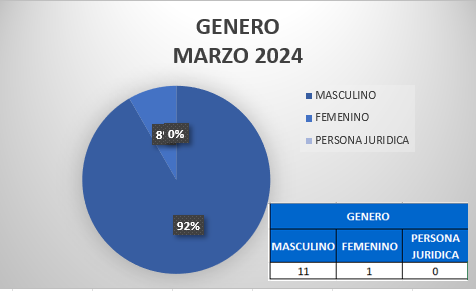 GENERO
MARZO 2024
MASCULINO
FEMENINO
PERSONA JURIDICA
0%
92%
GENERO
MASCULINO FEMENINO PERSONA JURIDICA
11 1 0